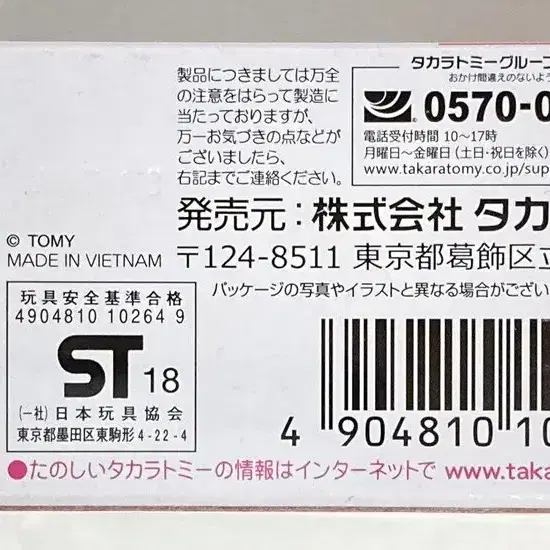 製品につきましては万全
の注意をはらって製造に
当たっておりますが、
万一お気づきの点などが
ございましたら、
右記までご連絡ください。
タカラトミーグループ
おかけ間違えのないよう
0570-0
電話受付時間 10〜17時
月曜日〜金曜日（土日・祝日を除く）
www.takaratomy.co.jp/sup
発売元：株式会社 タカ
〒124-8511 東京都葛飾区立
© TOMY
MADE IN VIETNAM
パッケージの写真やイラストと異なる場合がござい
玩具安全基準合格
4904810 10264 9
ST 18
(一社)日本玩具協会
東京都墨田区東駒形4-22-4
4 904810 10
●たのしいタカラトミーの情報はインターネットで www.taka